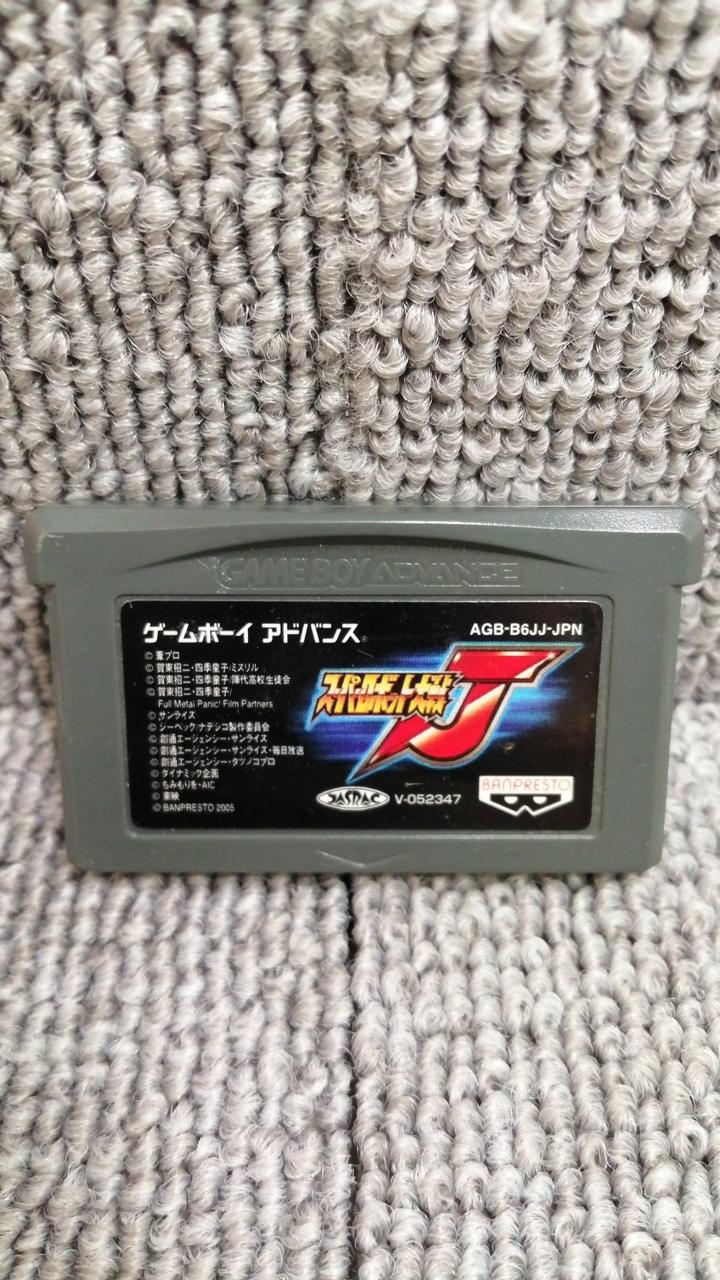 GAME BOY ADVANCE
ゲームボーイ アドバンス
AGB-B6JJ-JPN
© 葦プロ
© 賀東招二・四季童子/ミスリル
© 賀東招二・四季童子/陣代高校生徒会
© 賀東招二・四季童子/
Full Metal Panic! Film Partners
© サンライズ
© ジーベック/ナデシコ製作委員会
© 創通エージェンシー・サンライズ
© 創通エージェンシー・サンライズ・毎日放送
© 創通エージェンシー・タツノコプロ
© ダイナミック企画
© ちみもりを・AIC
© 東映
© BANPRESTO 2005
スーパーロボット大戦J
JASRAC V-052347
BANPRESTO